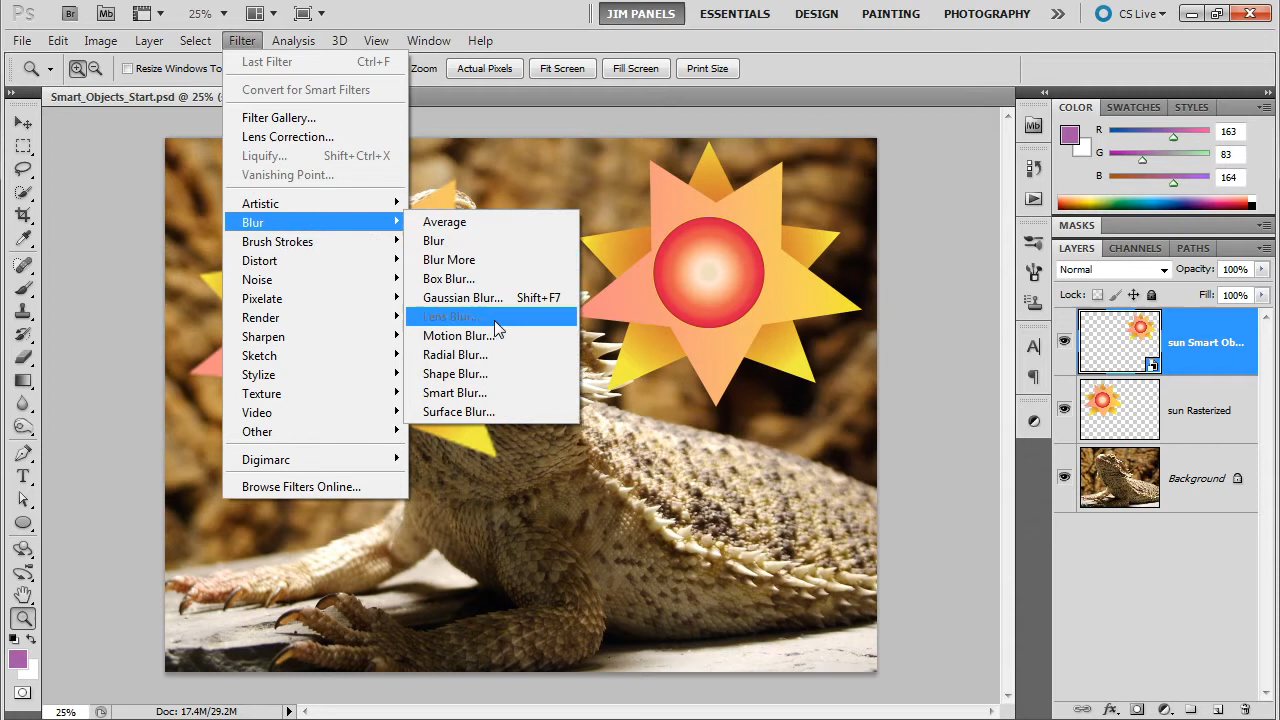 Ps Br Mb 25% JIM PANELS ESSENTIALS DESIGN PAINTING PHOTOGRAPHY CS Live
File Edit Image Layer Select Filter Analysis 3D View Window Help
Resize Windows To Zoom Actual Pixels Fit Screen Fill Screen Print Size
Smart_Objects_Start.psd @ 25% (
Last Filter Ctrl+F
Convert for Smart Filters
Filter Gallery...
Lens Correction...
Liquify... Shift+Ctrl+X
Vanishing Point...
Artistic
Blur
Brush Strokes
Distort
Noise
Pixelate
Render
Sharpen
Sketch
Stylize
Texture
Video
Other
Digimarc
Browse Filters Online...
Average
Blur
Blur More
Box Blur...
Gaussian Blur... Shift+F7
Lens Blur...
Motion Blur...
Radial Blur...
Shape Blur...
Smart Blur...
Surface Blur...
Mb
COLOR SWATCHES STYLES
R 163
G 83
B 164
MASKS
LAYERS CHANNELS PATHS
Normal Opacity: 100%
Lock: Fill: 100%
sun Smart Ob...
sun Rasterized
Background
25% Doc: 17.4M/29.2M